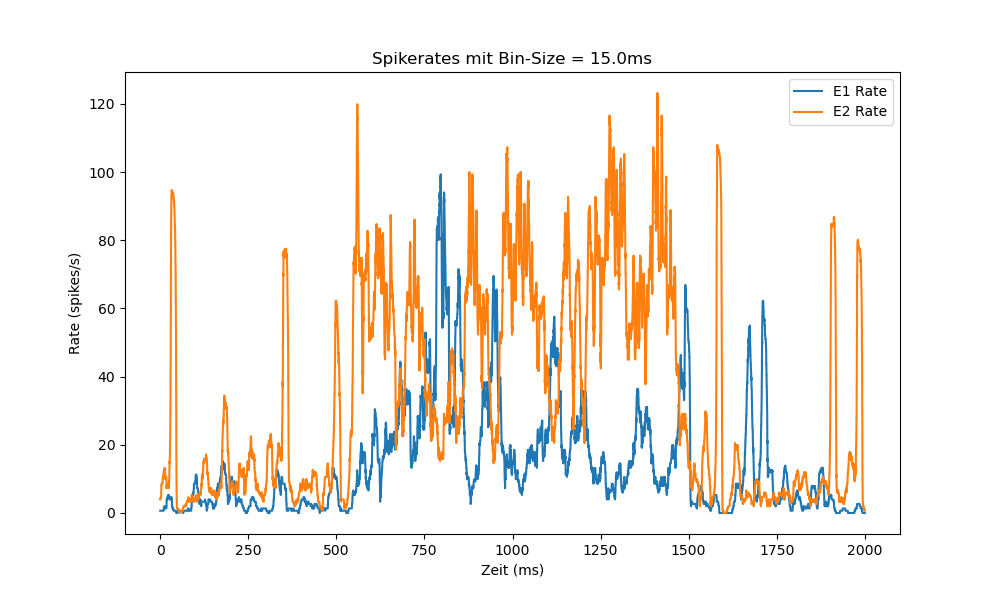 Spikerates mit Bin-Size = 15.0ms
E1 Rate
E2 Rate
120
100
80
60
40
20
0
Rate (spikes/s)
0 250 500 750 1000 1250 1500 1750 2000
Zeit (ms)